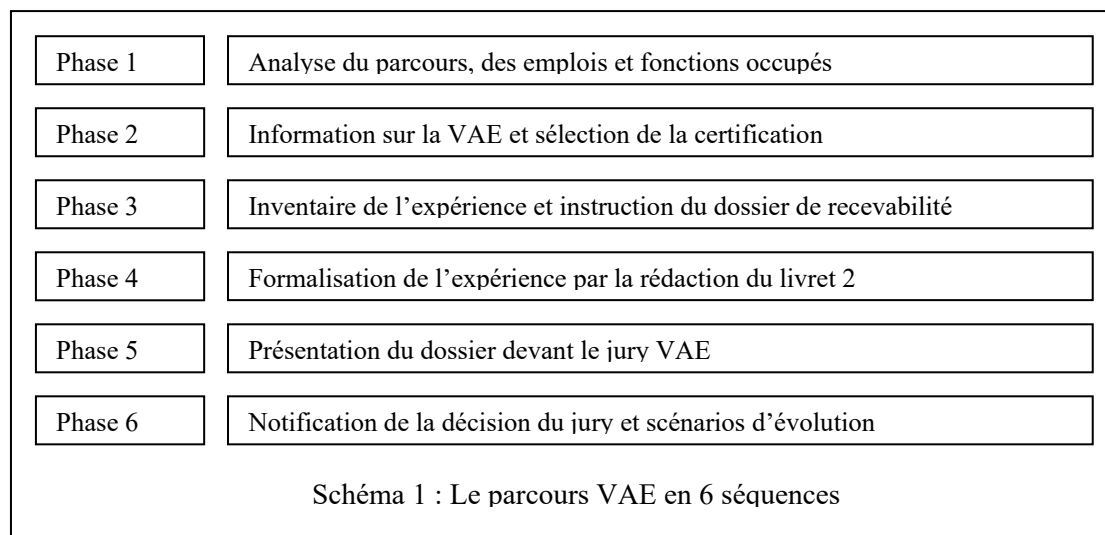 Phase 1 Analyse du parcours, des emplois et fonctions occupés
Phase 2 Information sur la VAE et sélection de la certification
Phase 3 Inventaire de l’expérience et instruction du dossier de recevabilité
Phase 4 Formalisation de l’expérience par la rédaction du livret 2
Phase 5 Présentation du dossier devant le jury VAE
Phase 6 Notification de la décision du jury et scénarios d’évolution
Schéma 1 : Le parcours VAE en 6 séquences